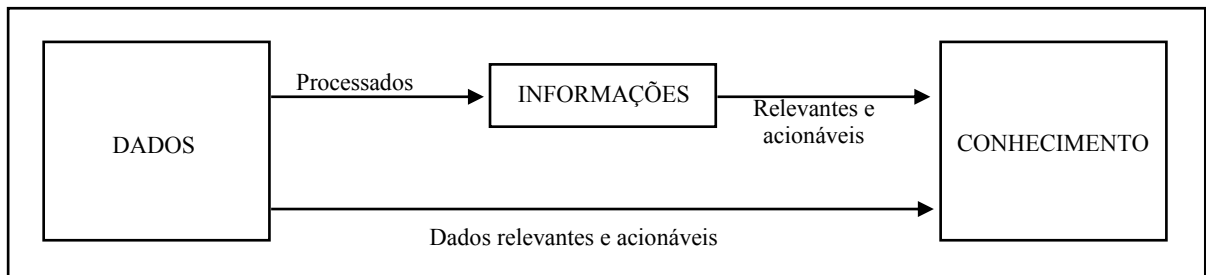 Processados
INFORMAÇÕES
Relevantes e
acionáveis
DADOS
CONHECIMENTO
Dados relevantes e acionáveis